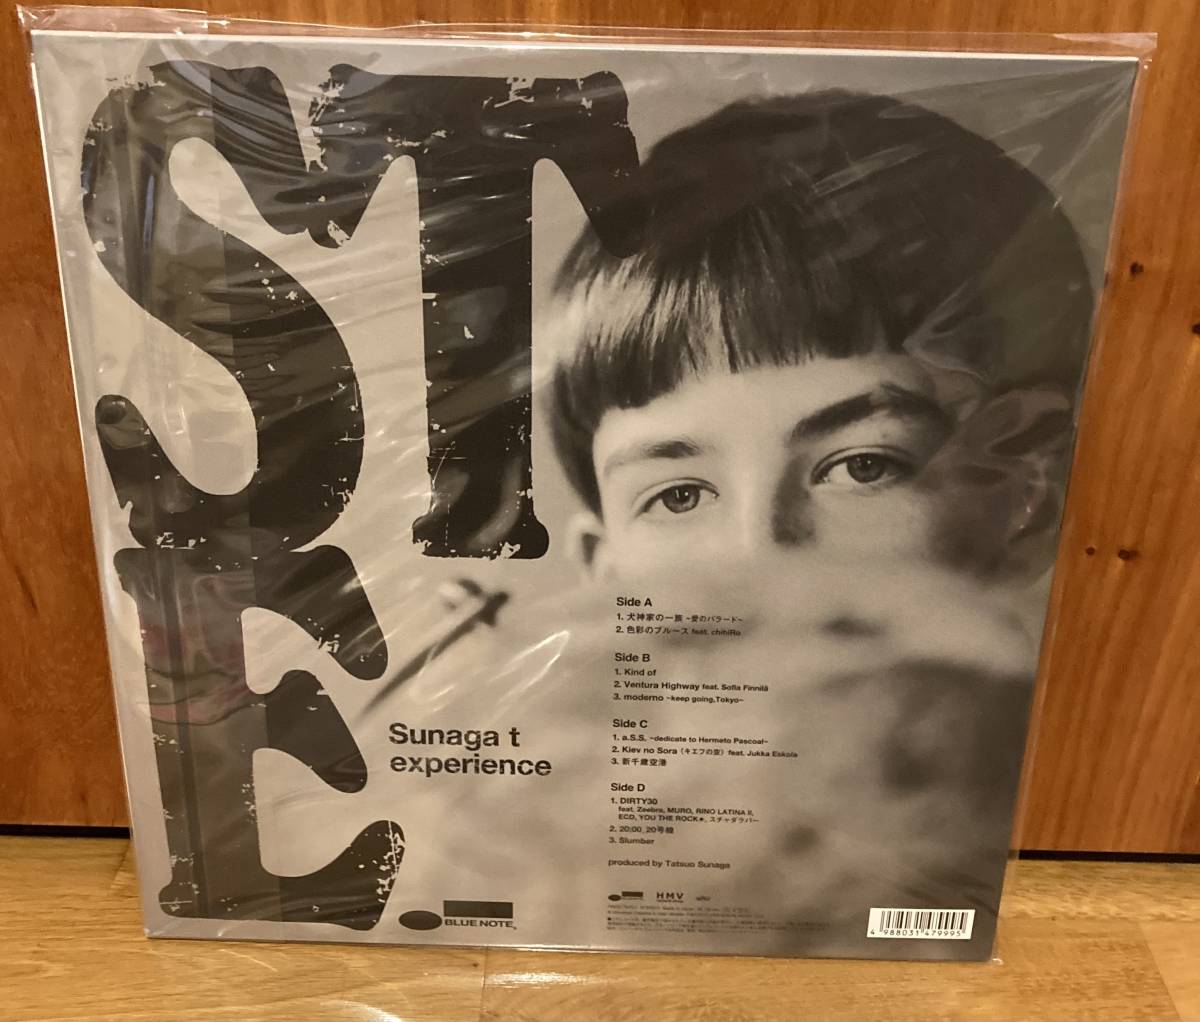 STE
Sunaga t
experience
Side A
1. 犬神家の一族 ~愛のバラード~
2. 色彩のブルース feat. chihiRo
Side B
1. Kind of
2. Ventura Highway feat. Sofia Finnilä
3. moderno ~keep going,Tokyo~
Side C
1. a.S.S. ~dedicate to Hermeto Pascoal~
2. Kiev no Sora (キエフの空) feat. Jukka Eskola
3. 新千歳空港
Side D
1. DIRTY30
feat. Zeebra, MURO, RINO LATINA II,
ECD, YOU THE ROCK★, スチャダラパー
2. 20:00_20号線
3. Slumber
produced by Tatsuo Sunaga
BLUE NOTE
HMV
4 988031 479995